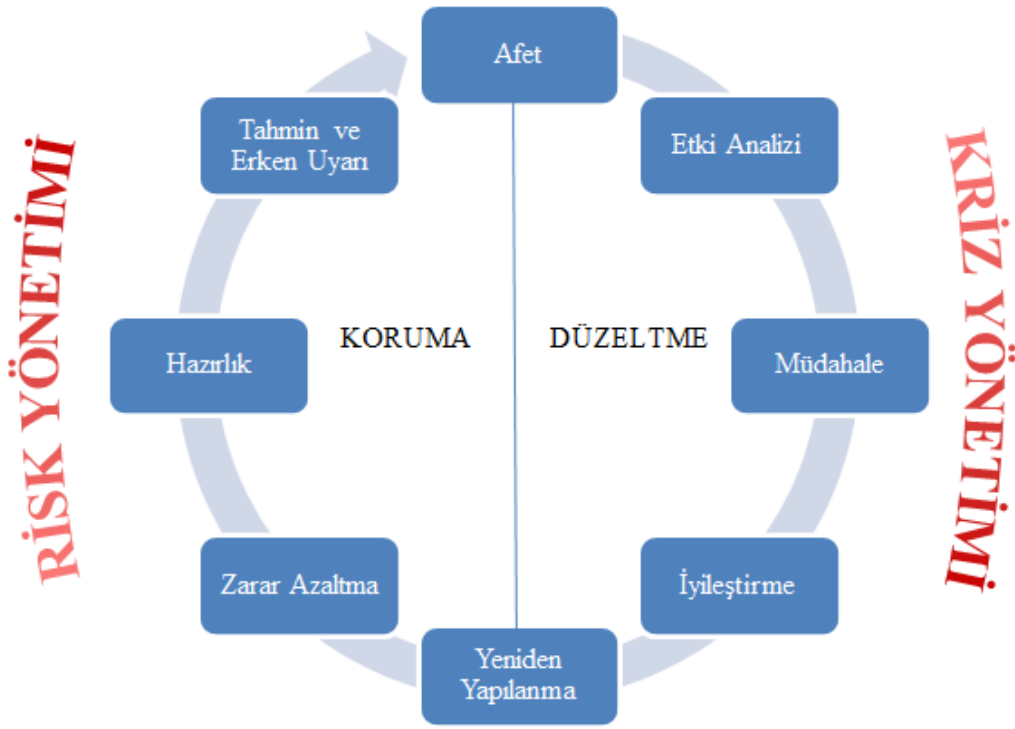 Afet
Tahmin ve
Erken Uyarı
Etki Analizi
RİSK YÖNETİMİ
KRİZ YÖNETİMİ
KORUMA
DÜZELTME
Hazırlık
Müdahale
Zarar Azaltma
İyileştirme
Yeniden
Yapılanma